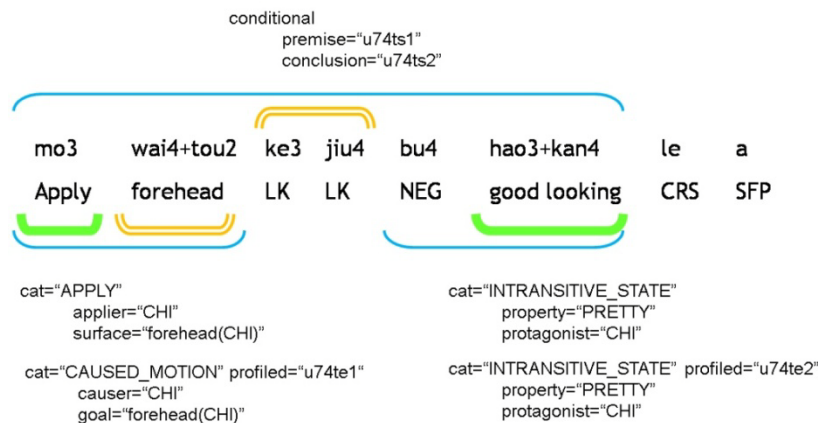 conditional
premise=“u74ts1”
conclusion=“u74ts2”
mo3 wai4+tou2 ke3 jiu4 bu4 hao3+kan4 le a
Apply forehead LK LK NEG good looking CRS SFP
cat=“APPLY”
applier=“CHI”
surface=“forehead(CHI)”
cat=“CAUSED_MOTION” profiled=“u74te1“
causer=“CHI”
goal=“forehead(CHI)”
cat=“INTRANSITIVE_STATE”
property=“PRETTY”
protagonist=“CHI”
cat=“INTRANSITIVE_STATE” profiled=“u74te2”
property=“PRETTY”
protagonist=“CHI”